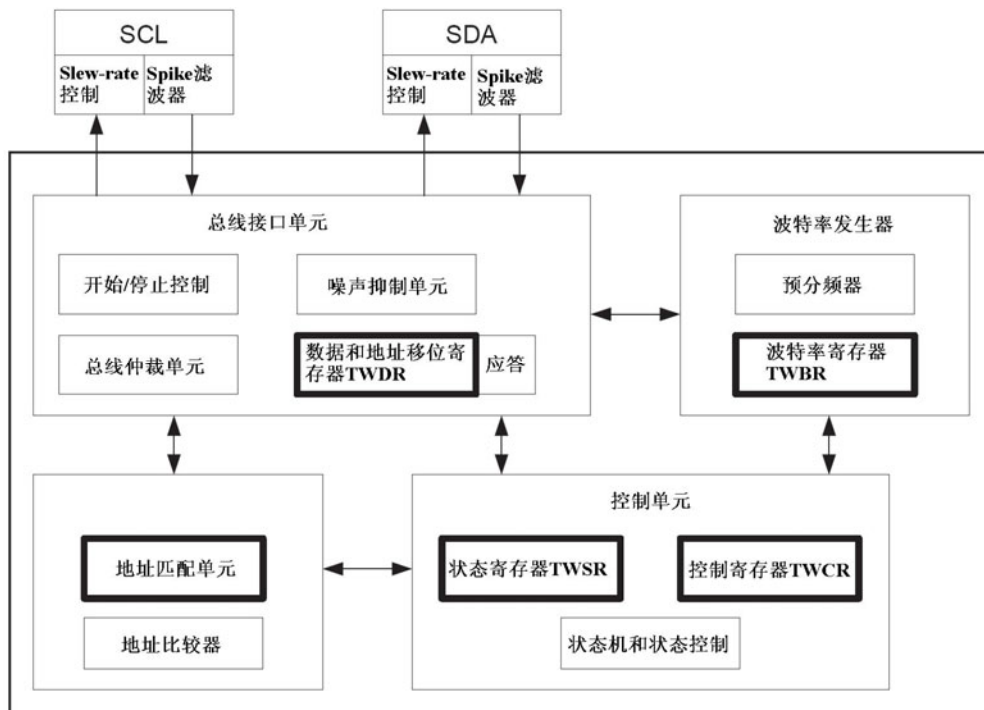 SCL
Slew-rate
控制
Spike滤
波器
SDA
Slew-rate
控制
Spike滤
波器
总线接口单元
开始/停止控制
噪声抑制单元
总线仲裁单元
数据和地址移位寄
存器TWDR
应答
波特率发生器
预分频器
波特率寄存器
TWBR
地址匹配单元
地址比较器
控制单元
状态寄存器TWSR
控制寄存器TWCR
状态机和状态控制